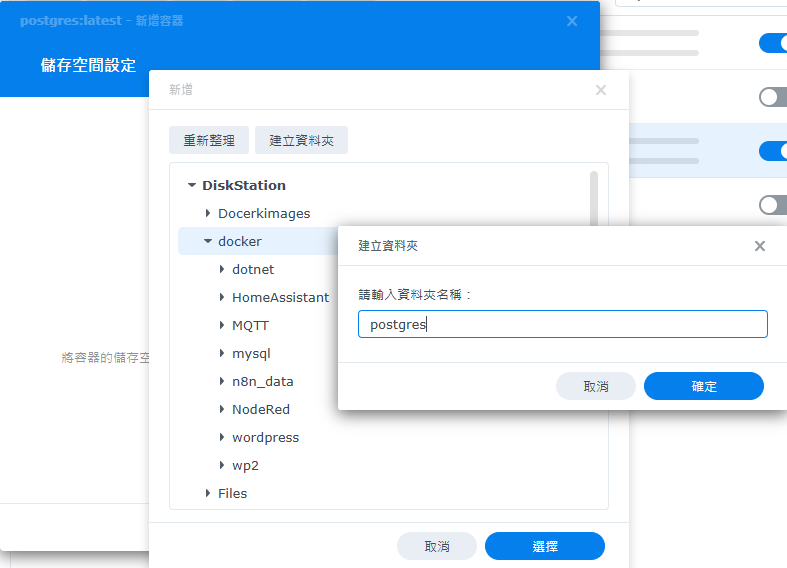 postgres:latest - 新增容器
儲存空間設定
新增
重新整理
建立資料夾
DiskStation
Docerkimages
docker
dotnet
HomeAssistant
MQTT
mysql
n8n_data
NodeRed
wordpress
wp2
Files
建立資料夾
請輸入資料夾名稱：
postgres
取消
確定
將容器的儲存空
取消
選擇